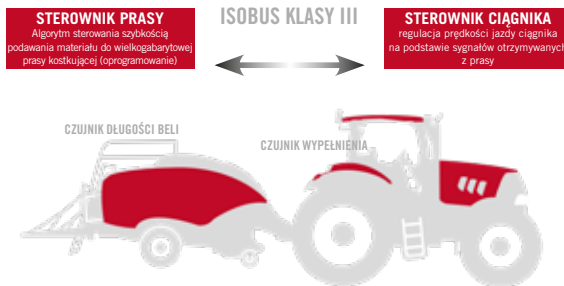 STEROWNIK PRASY
Algorytm sterowania szybkością
podawania materiału do wielkogabarytowej
prasy kostkującej (oprogramowanie)
ISOBUS KLASY III
STEROWNIK CIĄGNIKA
regulacja prędkości jazdy ciągnika
na podstawie sygnałów otrzymywanych
z prasy
CZUJNIK DŁUGOŚCI BELI
CZUJNIK WYPEŁNIENIA